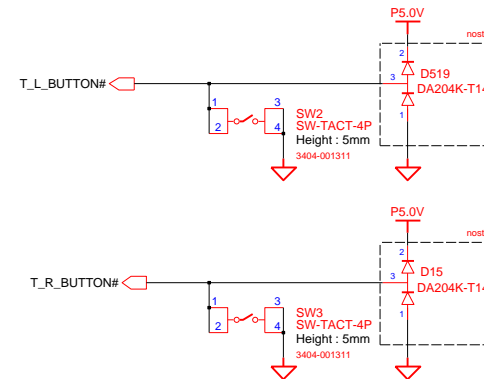 P5.0V
nost
2
T_L_BUTTON#
3
D519
DA204K-T14
1
3
SW2
SW-TACT-4P
2
4
Height : 5mm
3404-001311
1
P5.0V
nost
2
T_R_BUTTON#
3
D15
DA204K-T14
1
3
SW3
SW-TACT-4P
2
4
Height : 5mm
3404-001311
1